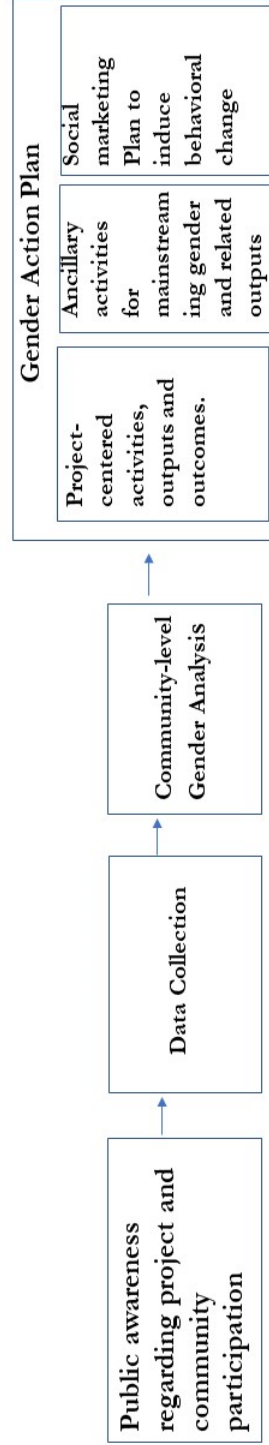 Public awareness
regarding project and
community
participation
Data Collection
Community-level
Gender Analysis
Gender Action Plan
Project-
centered
activities,
outputs and
outcomes.
Ancillary
activities
for
mainstream
ing gender
and related
outputs
Social
marketing
Plan to
induce
behavioral
change